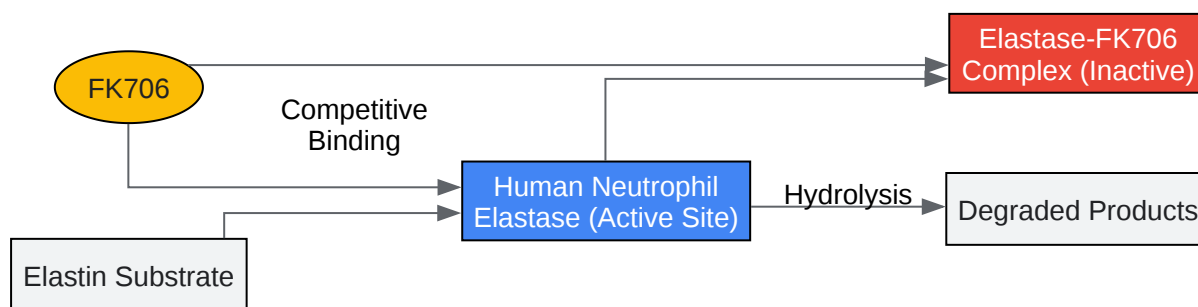 Elastase-FK706
Complex (Inactive)
FK706
Competitive
Binding
Human Neutrophil
Elastase (Active Site)
Hydrolysis
Degraded Products
Elastin Substrate